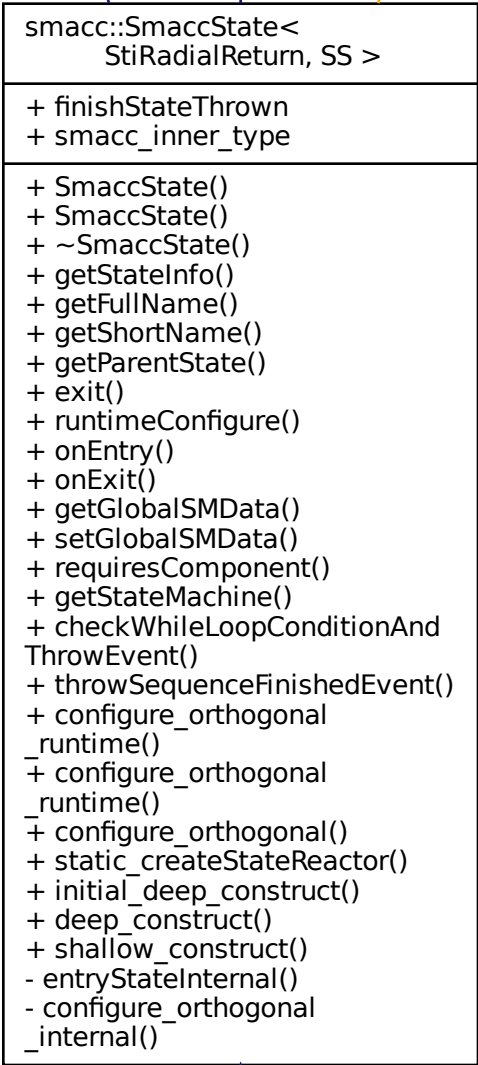 smacc::SmaccState<
StiRadialReturn, SS >
+ finishStateThrown
+ smacc_inner_type
+ SmaccState()
+ SmaccState()
+ ~SmaccState()
+ getStateInfo()
+ getFullName()
+ getShortName()
+ getParentState()
+ exit()
+ runtimeConfigure()
+ onEntry()
+ onExit()
+ getGlobalSMData()
+ setGlobalSMData()
+ requiresComponent()
+ getStateMachine()
+ checkWhileLoopConditionAnd
ThrowEvent()
+ throwSequenceFinishedEvent()
+ configure_orthogonal
_runtime()
+ configure_orthogonal
_runtime()
+ configure_orthogonal()
+ static_createStateReactor()
+ initial_deep_construct()
+ deep_construct()
+ shallow_construct()
- entryStateInternal()
- configure_orthogonal
_internal()